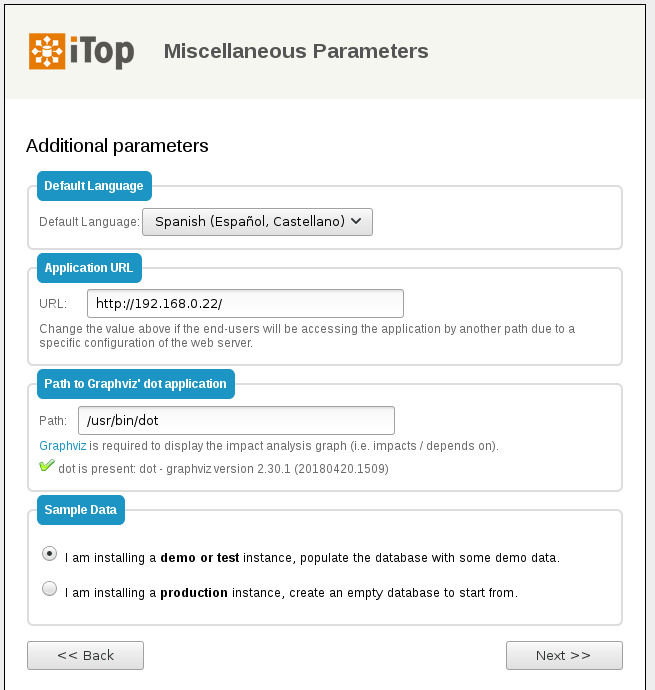 iTop Miscellaneous Parameters
Additional parameters
Default Language
Default Language: Spanish (Español, Castellano)
Application URL
URL: http://192.168.0.22/
Change the value above if the end-users will be accessing the application by another path due to a
specific configuration of the web server.
Path to Graphviz' dot application
Path: /usr/bin/dot
Graphviz is required to display the impact analysis graph (i.e. impacts / depends on).
dot is present: dot - graphviz version 2.30.1 (20180420.1509)
Sample Data
I am installing a demo or test instance, populate the database with some demo data.
I am installing a production instance, create an empty database to start from.
<< Back Next >>